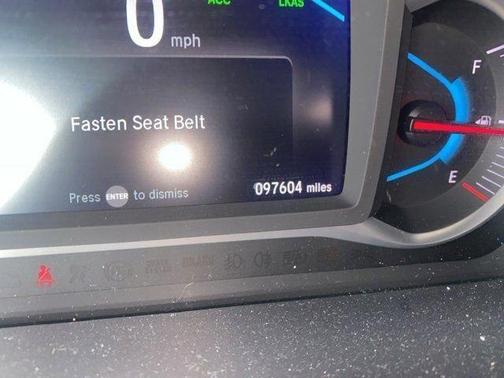 ACC LKAS
0 mph
F
Fasten Seat Belt
E
Press ENTER to dismiss
097604 miles